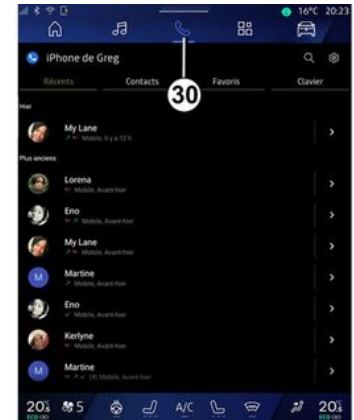 16°C 20:23
iPhone de Greg
Récents Contacts Favoris Clavier
30
Hier
My Lane
Mobile, Il y a 12 h
Plus anciens
Lorena
Mobile, Avant-hier
Eno
Mobile, Avant-hier
My Lane
Mobile, Avant-hier
M Martine
Mobile, Avant-hier
Eno
Mobile, Avant-hier
Kerlyne
Mobile, Avant-hier
M Martine
(4) Mobile, Avant-hier
20 5 A/C 20
ECO ECO